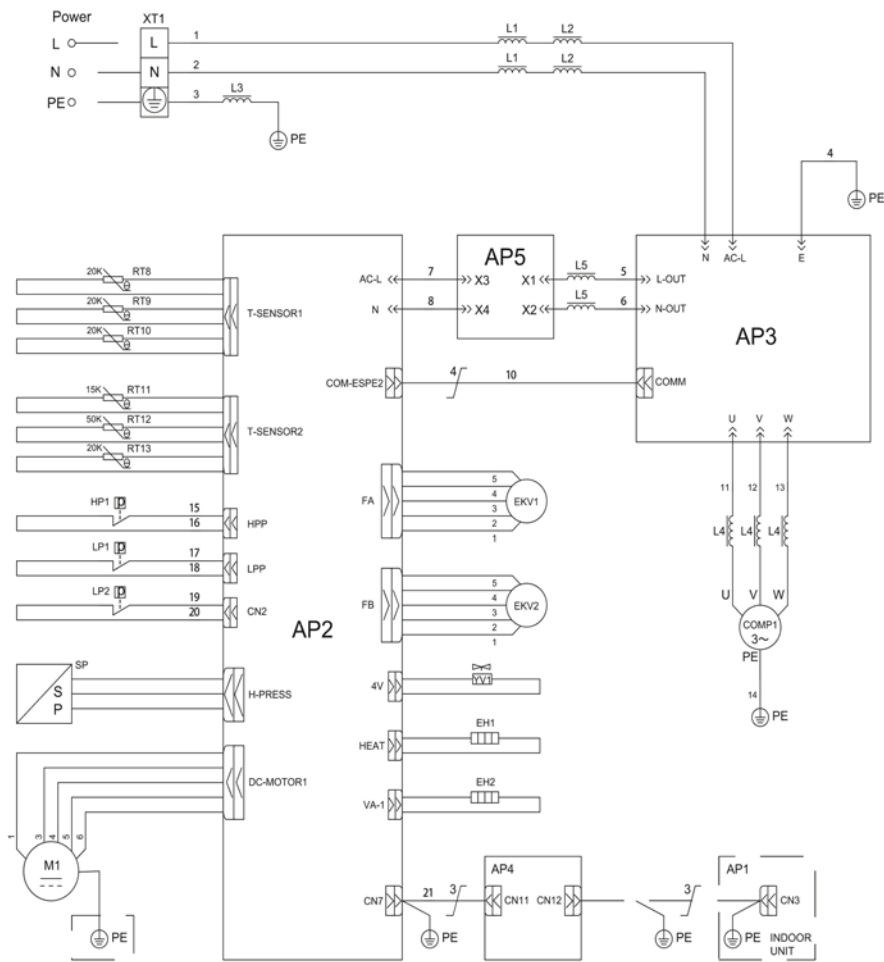 Power XT1
L L 1 L1 L2
N N 2 L1 L2
PE 3 L3
PE
4
PE
N AC-L E
AP5
AC-L 7 X3 X1 L5 5 L-OUT
N 8 X4 X2 L5 6 N-OUT
AP3
20K RT8
20K RT9
20K RT10
T-SENSOR1
COM-ESPE2 4 10 COMM
15K RT11
50K RT12
20K RT13
T-SENSOR2
U V W
11 12 13
L4 L4 L4
U V W
COMP1
3~
PE
14
PE
HP1 P 15
16 HPP
LP1 P 17
18 LPP
LP2 P 19
20 CN2
AP2
FA 5 4 3 2 1 EKV1
FB 5 4 3 2 1 EKV2
SP
S
P
H-PRESS
4V YV1
HEAT EH1
VA-1 EH2
DC-MOTOR1
1 3 4 5 6
M1
PE
AP4 AP1
CN7 21 3 CN11 CN12 3 CN3
PE PE PE
INDOOR
UNIT